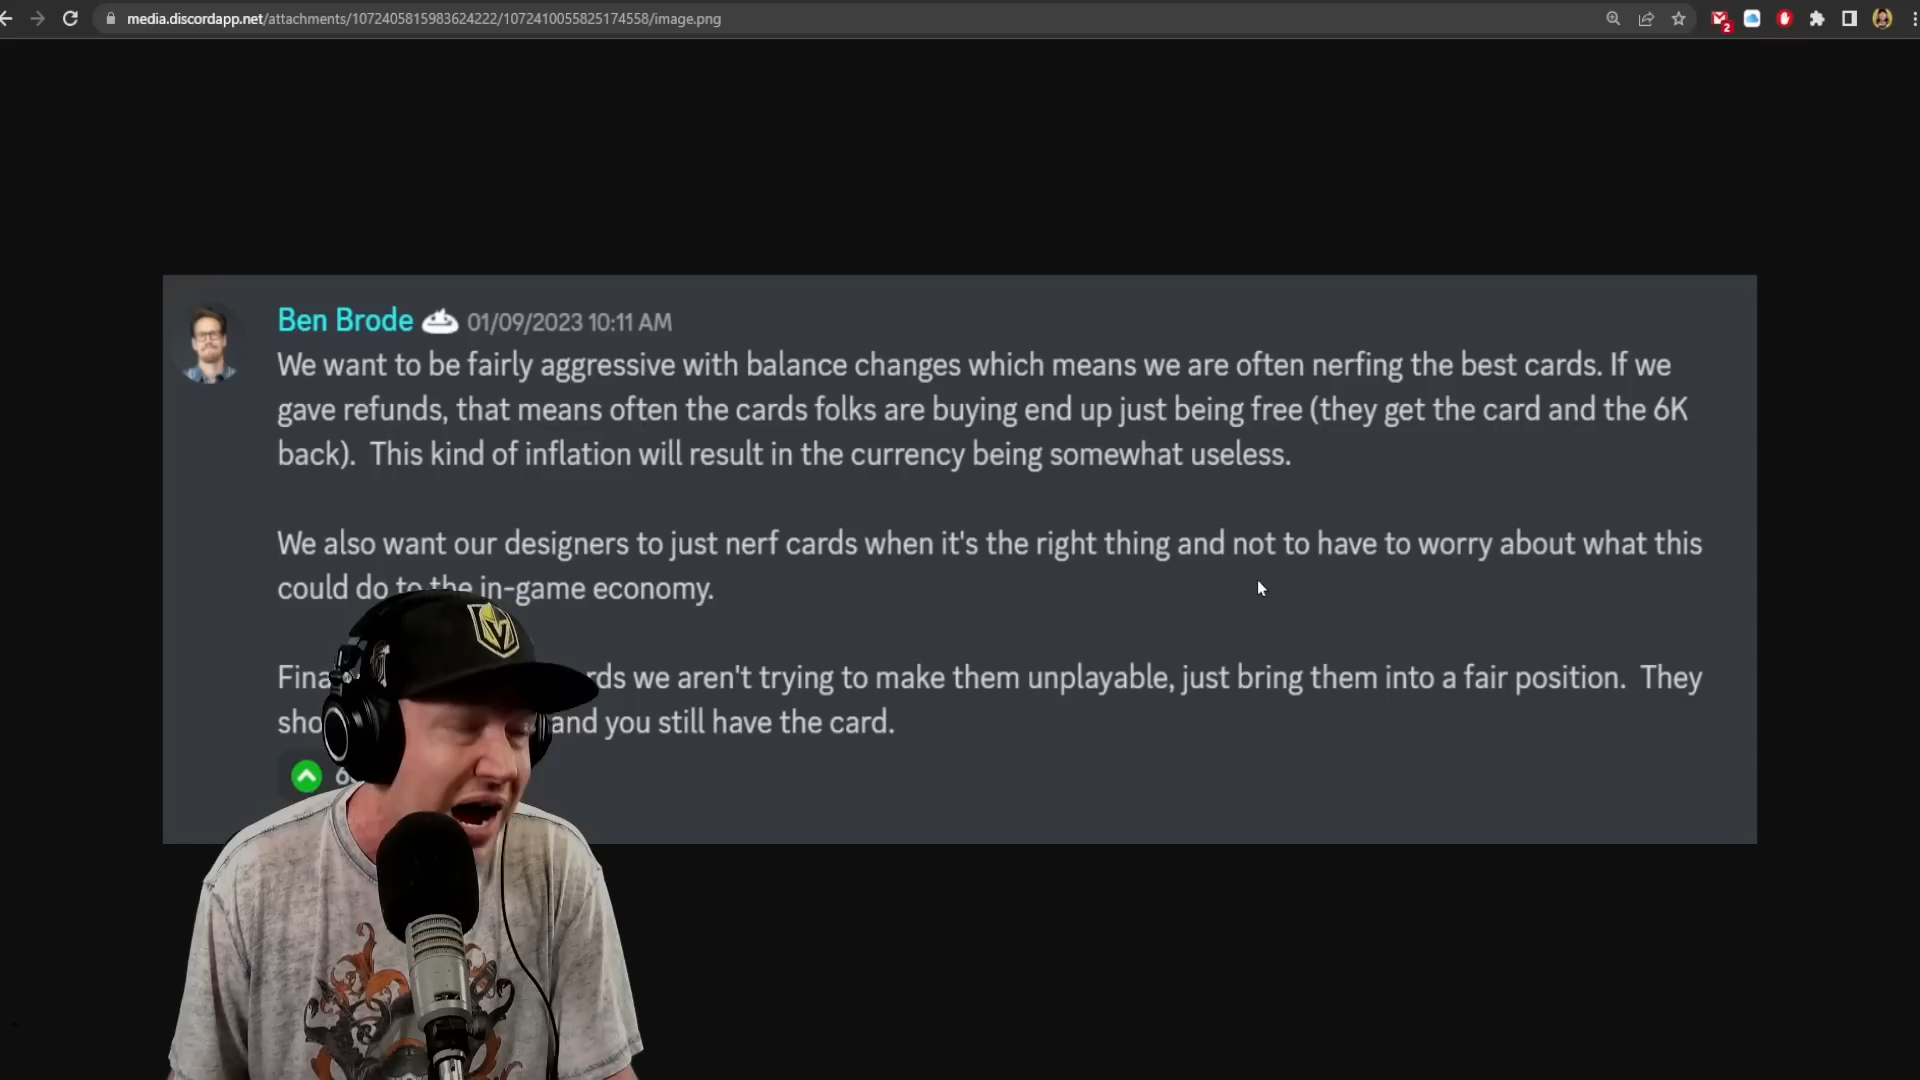 media.discordapp.net/attachments/1072405815983624222/1072410055825174558/image.png
2
Ben Brode 01/09/2023 10:11 AM
We want to be fairly aggressive with balance changes which means we are often nerfing the best cards. If we
gave refunds, that means often the cards folks are buying end up just being free (they get the card and the 6K
back). This kind of inflation will result in the currency being somewhat useless.
We also want our designers to just nerf cards when it's the right thing and not to have to worry about what this
could do to the in-game economy.
we aren't trying to make them unplayable, just bring them into a fair position. They
and you still have the card.